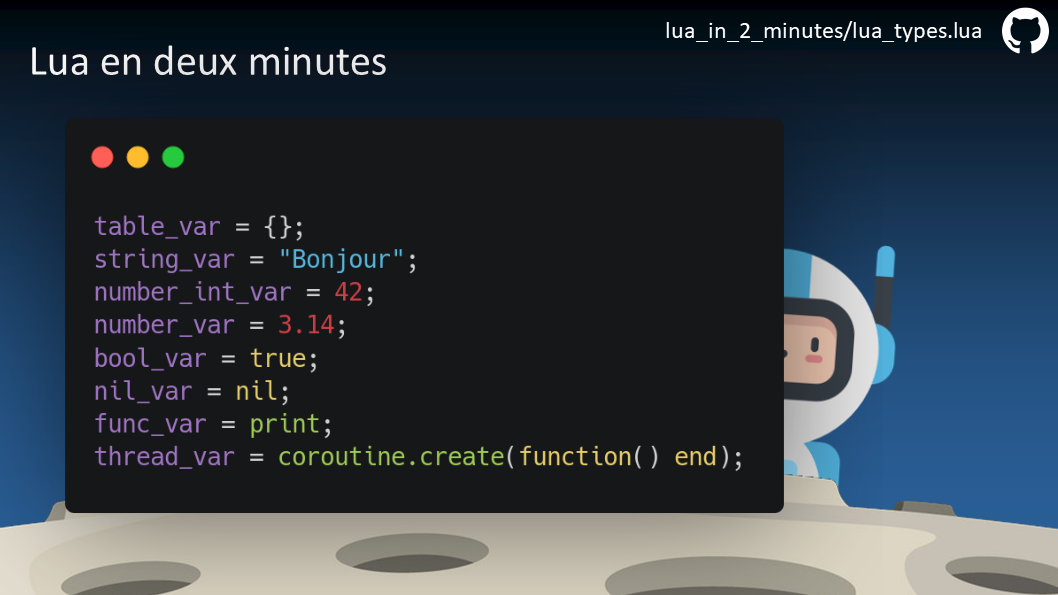 lua_in_2_minutes/lua_types.lua
Lua en deux minutes
table_var = {};
string_var = "Bonjour";
number_int_var = 42;
number_var = 3.14;
bool_var = true;
nil_var = nil;
func_var = print;
thread_var = coroutine.create(function() end);